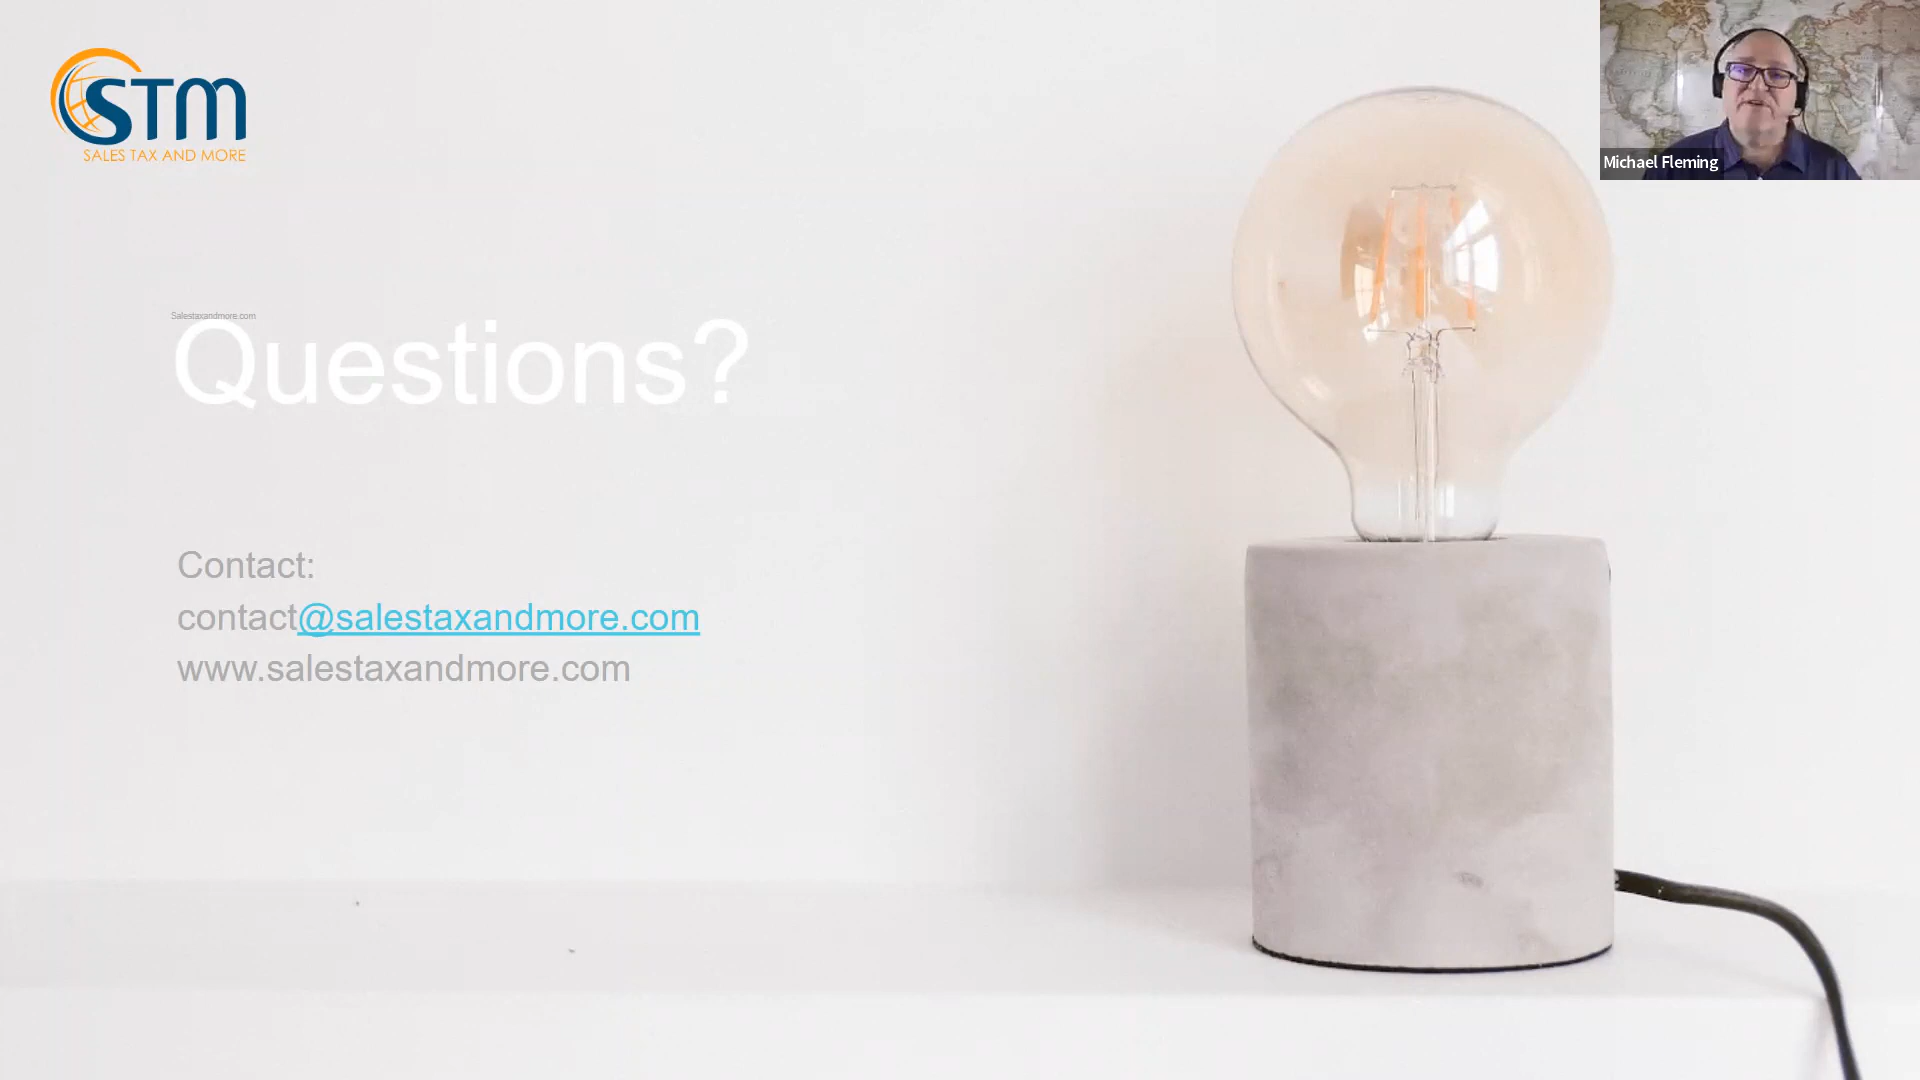 STM
SALES TAX AND MORE
Michael Fleming
Salestaxandmore.com
Questions?
Contact:
contact@salestaxandmore.com
www.salestaxandmore.com